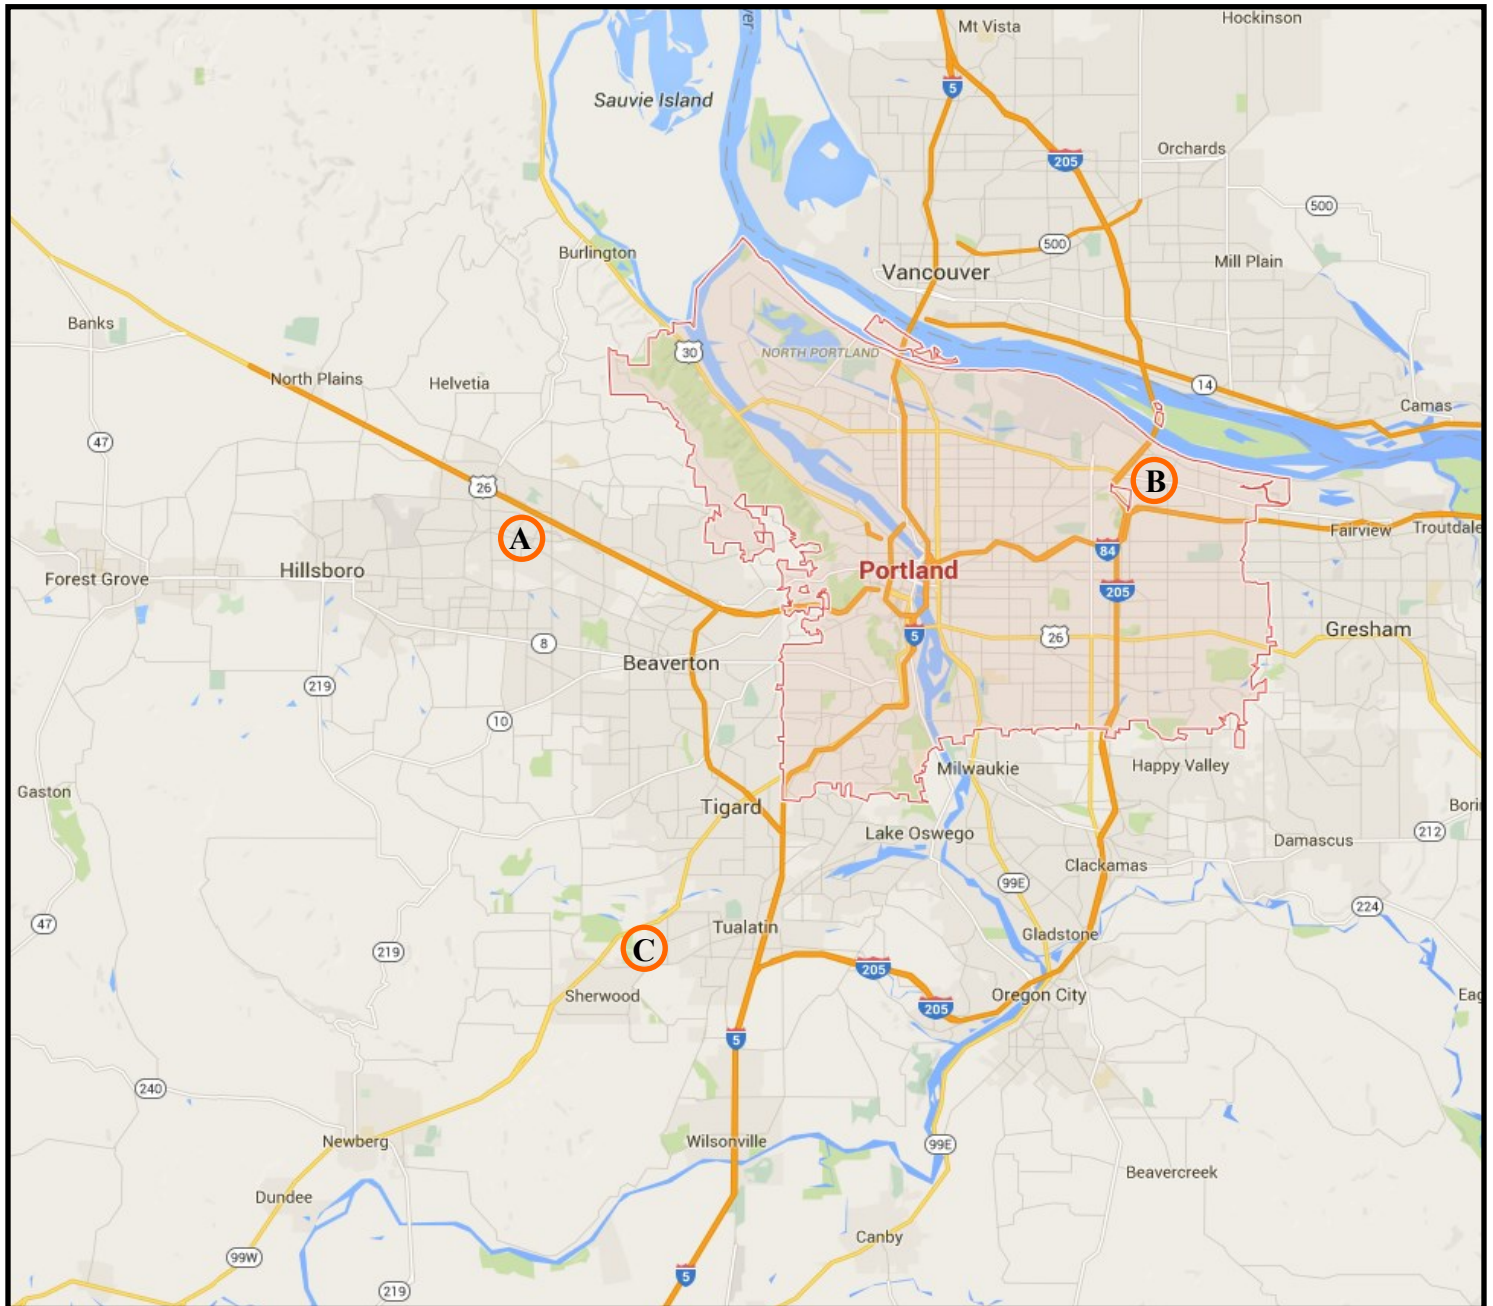 Mt Vista
Hockinson
ver
5
Sauvie Island
Orchards
205
500
Burlington
500
Vancouver
Mill Plain
Banks
30
NORTH PORTLAND
North Plains
Helvetia
14
Camas
47
26
B
A
Fairview
Troutdale
84
Hillsboro
Portland
Forest Grove
205
5
26
Gresham
8
Beaverton
219
10
Milwaukie
Happy Valley
Gaston
Tigard
Bori
Lake Oswego
212
Damascus
Clackamas
99E
224
47
Tualatin
Gladstone
219
C
205
Sherwood
205
Oregon City
Eag
5
240
Newberg
Wilsonville
99E
Beavercreek
Dundee
Canby
99W
5
219